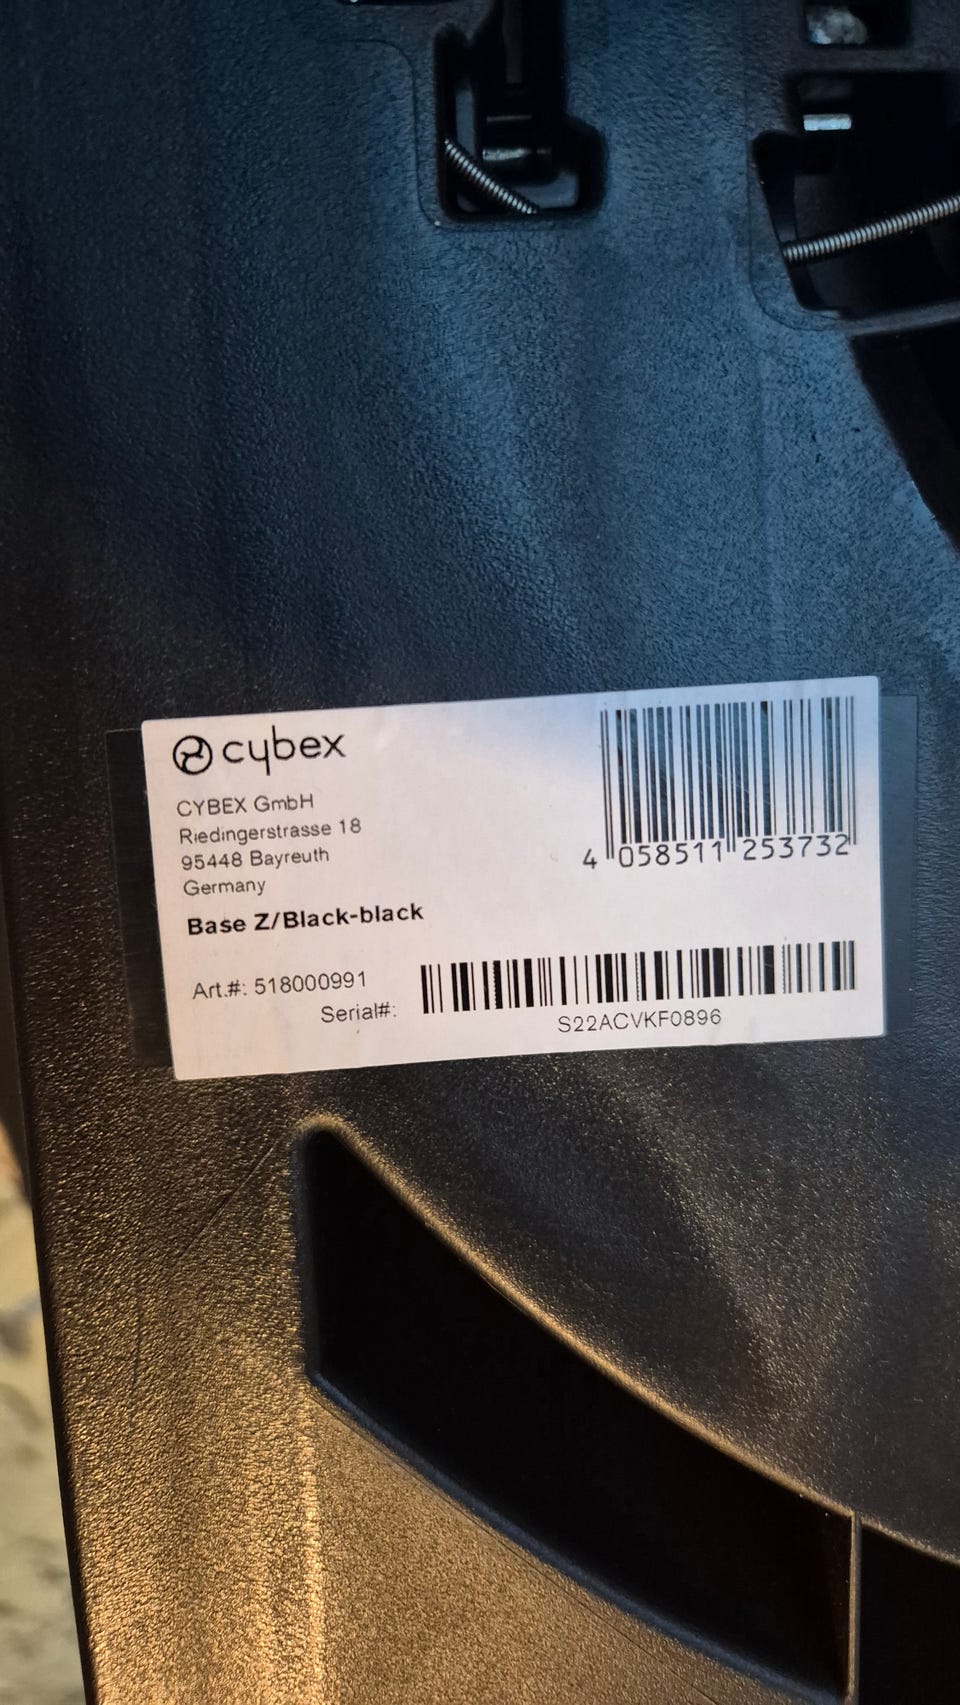 cybex
CYBEX GmbH
Riedingerstrasse 18
95448 Bayreuth
Germany
4 058511 253732
Base Z/Black-black
Art.#: 518000991
Serial#:
S22ACVKF0896